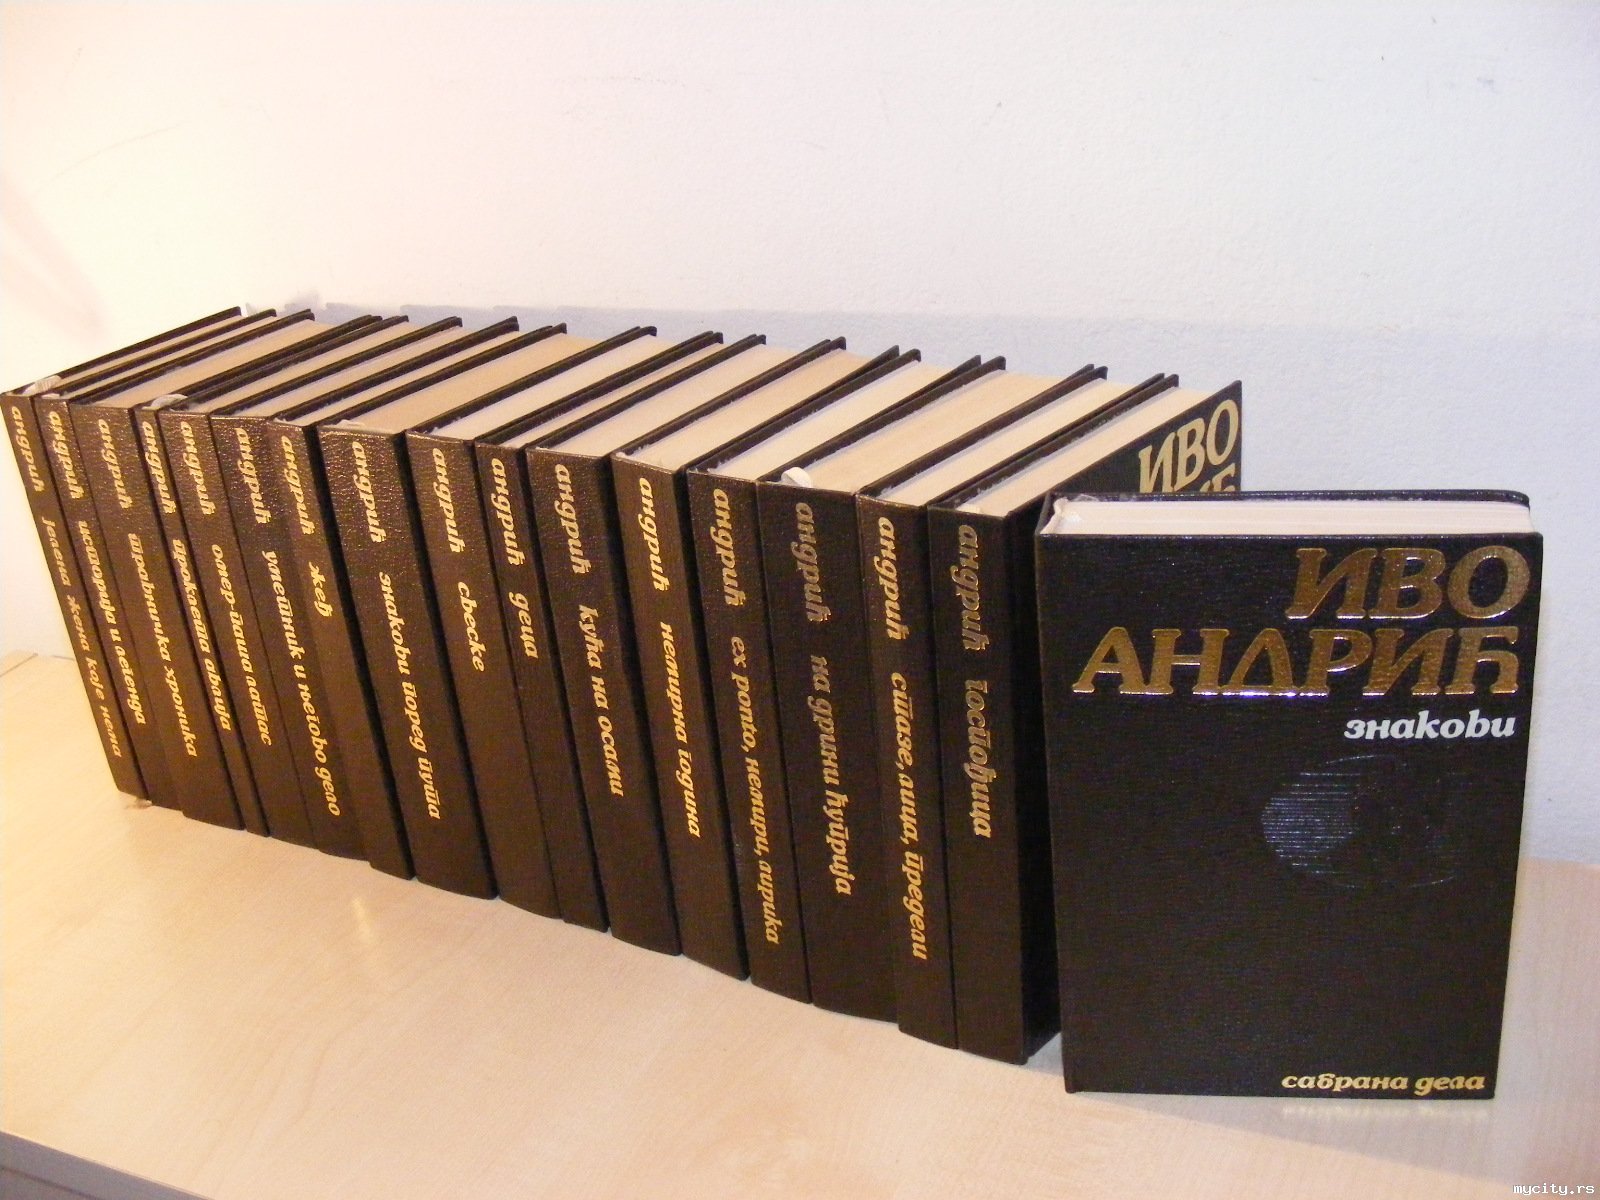 андрић јелена жена које нема
андрић историја и легенда
андрић травничка хроника
андрић проклета авлија
андрић омер-паша латас
андрић улетник и његово дело
андрић жеђ
андрић знакови поред пута
андрић свеске
андрић деца
андрић кућа на осами
андрић немирна година
андрић ex ponto, немири, лирика
андрић на дрини ћуприја
андрић стазе, лица, предели
андрић госпођица
ИВО
ИВО
АНДРИЋ
знакови
сабрана дела
mycity.rs